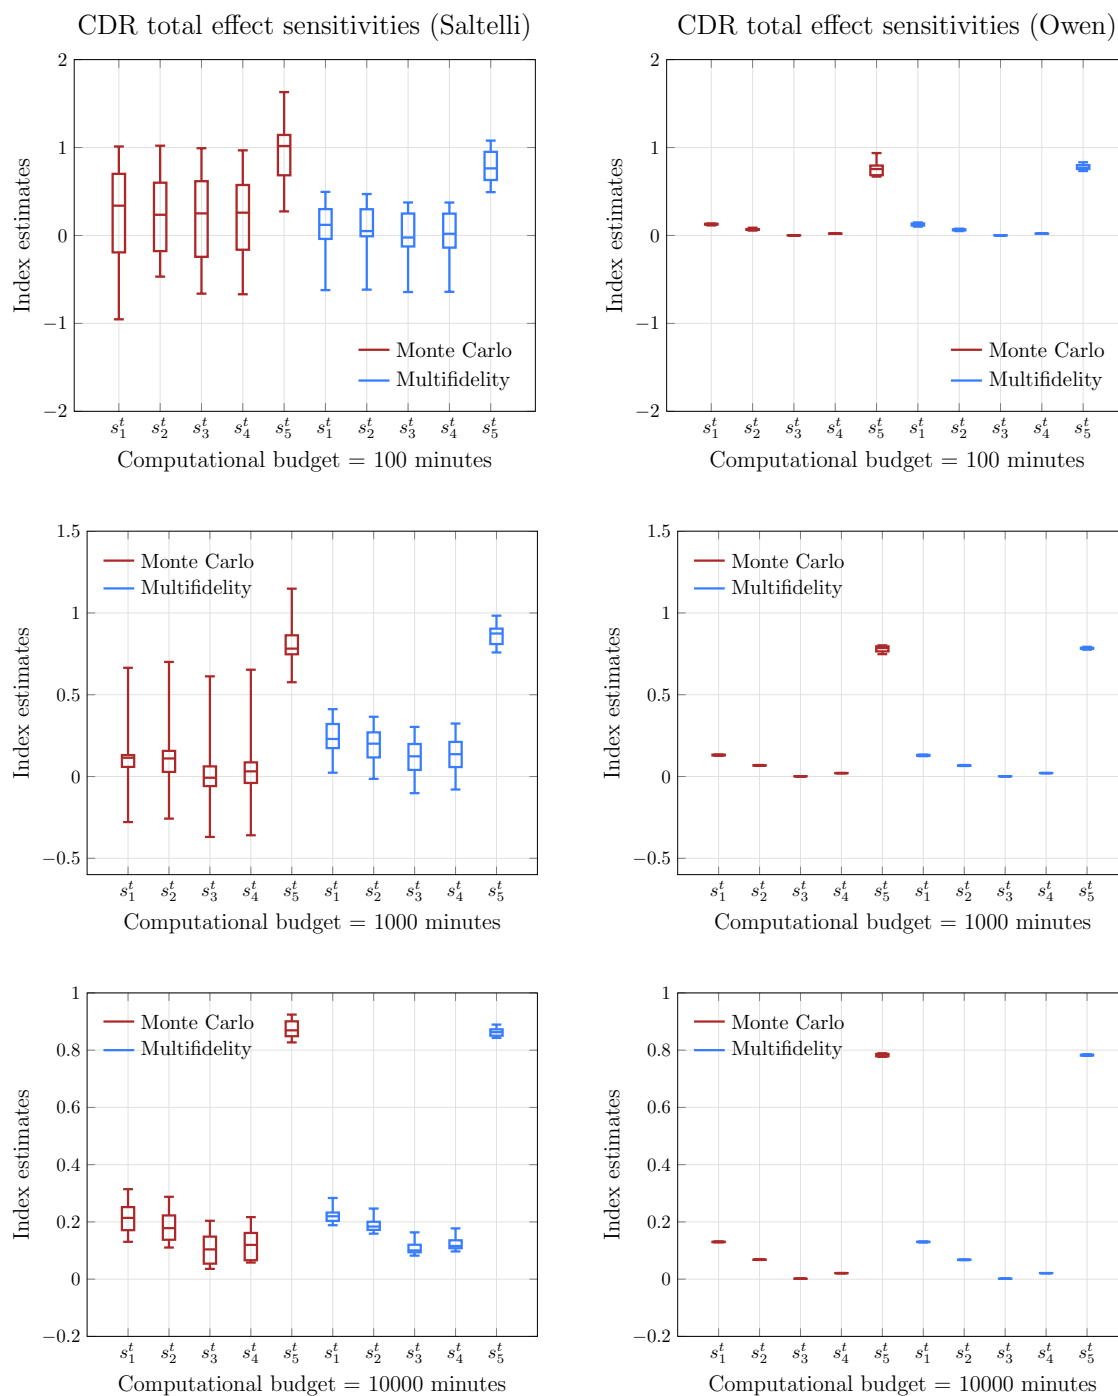 CDR total effect sensitivities (Saltelli)
2
1
0
−1
−2
Index estimates
Monte Carlo
Multifidelity
s₁ᵗ s₂ᵗ s₃ᵗ s₄ᵗ s₅ᵗ s₁ᵗ s₂ᵗ s₃ᵗ s₄ᵗ s₅ᵗ
Computational budget = 100 minutes
CDR total effect sensitivities (Owen)
2
1
0
−1
−2
Index estimates
Monte Carlo
Multifidelity
s₁ᵗ s₂ᵗ s₃ᵗ s₄ᵗ s₅ᵗ s₁ᵗ s₂ᵗ s₃ᵗ s₄ᵗ s₅ᵗ
Computational budget = 100 minutes
1.5
1
0.5
0
−0.5
Index estimates
Monte Carlo
Multifidelity
s₁ᵗ s₂ᵗ s₃ᵗ s₄ᵗ s₅ᵗ s₁ᵗ s₂ᵗ s₃ᵗ s₄ᵗ s₅ᵗ
Computational budget = 1000 minutes
1.5
1
0.5
0
−0.5
Index estimates
Monte Carlo
Multifidelity
s₁ᵗ s₂ᵗ s₃ᵗ s₄ᵗ s₅ᵗ s₁ᵗ s₂ᵗ s₃ᵗ s₄ᵗ s₅ᵗ
Computational budget = 1000 minutes
1
0.8
0.6
0.4
0.2
0
−0.2
Index estimates
Monte Carlo
Multifidelity
s₁ᵗ s₂ᵗ s₃ᵗ s₄ᵗ s₅ᵗ s₁ᵗ s₂ᵗ s₃ᵗ s₄ᵗ s₅ᵗ
Computational budget = 10000 minutes
1
0.8
0.6
0.4
0.2
0
−0.2
Index estimates
Monte Carlo
Multifidelity
s₁ᵗ s₂ᵗ s₃ᵗ s₄ᵗ s₅ᵗ s₁ᵗ s₂ᵗ s₃ᵗ s₄ᵗ s₅ᵗ
Computational budget = 10000 minutes